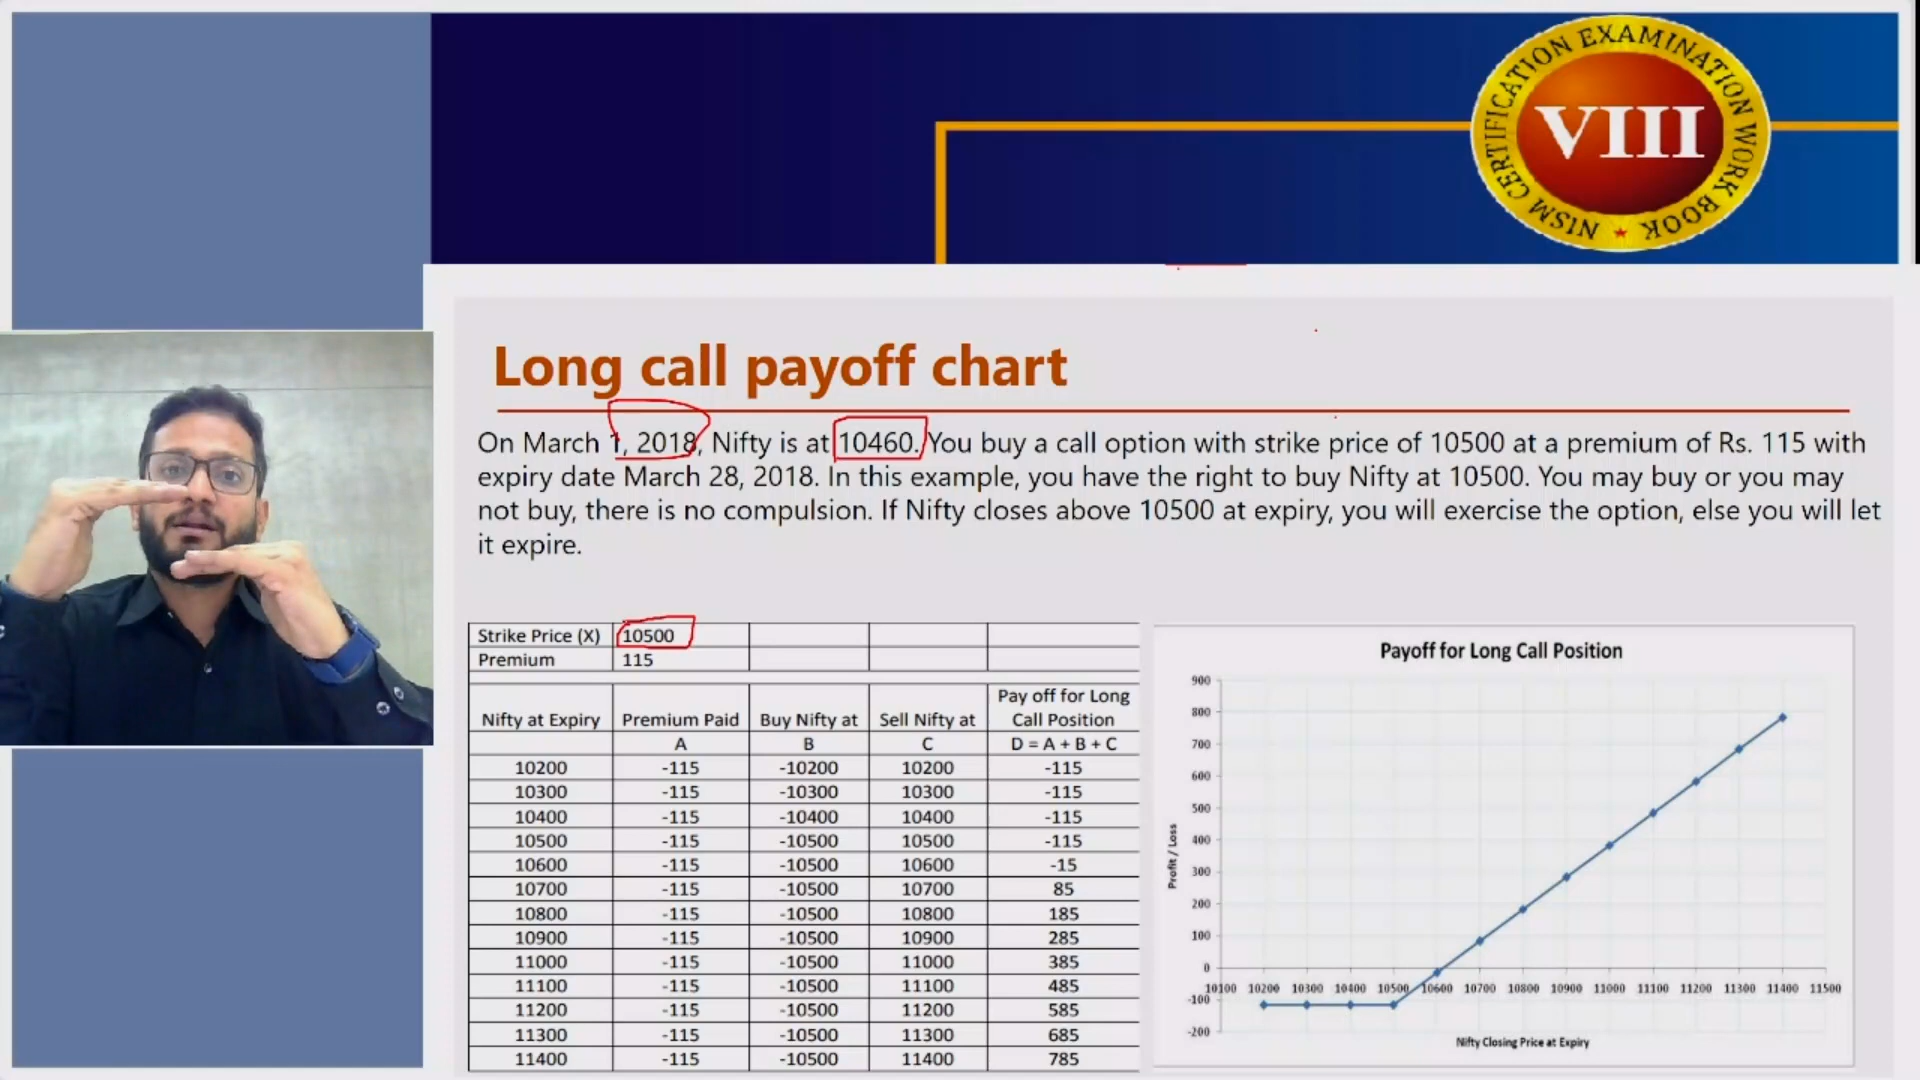 NISM CERTIFICATION EXAMINATION WORK BOOK
VIII
Long call payoff chart
On March 1, 2018, Nifty is at 10460. You buy a call option with strike price of 10500 at a premium of Rs. 115 with
expiry date March 28, 2018. In this example, you have the right to buy Nifty at 10500. You may buy or you may
not buy, there is no compulsion. If Nifty closes above 10500 at expiry, you will exercise the option, else you will let
it expire.
Strike Price (X) 10500
Premium 115
Pay off for Long
Nifty at Expiry Premium Paid Buy Nifty at Sell Nifty at Call Position
A B C D = A + B + C
10200 -115 -10200 10200 -115
10300 -115 -10300 10300 -115
10400 -115 -10400 10400 -115
10500 -115 -10500 10500 -115
10600 -115 -10500 10600 -15
10700 -115 -10500 10700 85
10800 -115 -10500 10800 185
10900 -115 -10500 10900 285
11000 -115 -10500 11000 385
11100 -115 -10500 11100 485
11200 -115 -10500 11200 585
11300 -115 -10500 11300 685
11400 -115 -10500 11400 785
Payoff for Long Call Position
900
800
700
600
500
400
300
200
100
0
-100
-200
Profit / Loss
10100 10200 10300 10400 10500 10600 10700 10800 10900 11000 11100 11200 11300 11400 11500
Nifty Closing Price at Expiry